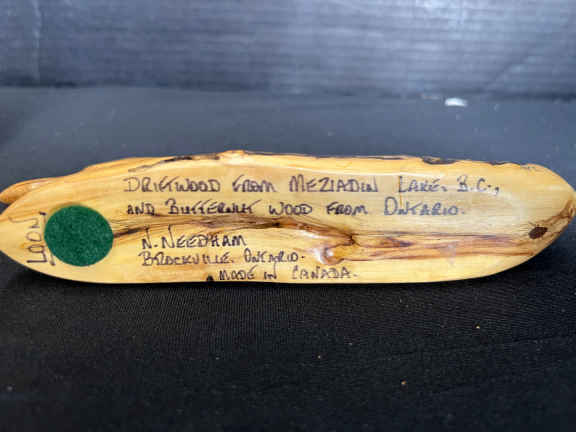 DRIFTWOOD FROM MEZIADIN LAKE, B.C.,
AND BUTTERNUT WOOD FROM ONTARIO.
N. NEEDHAM
BROCKVILLE, ONTARIO.
MADE IN CANADA.
LOON.